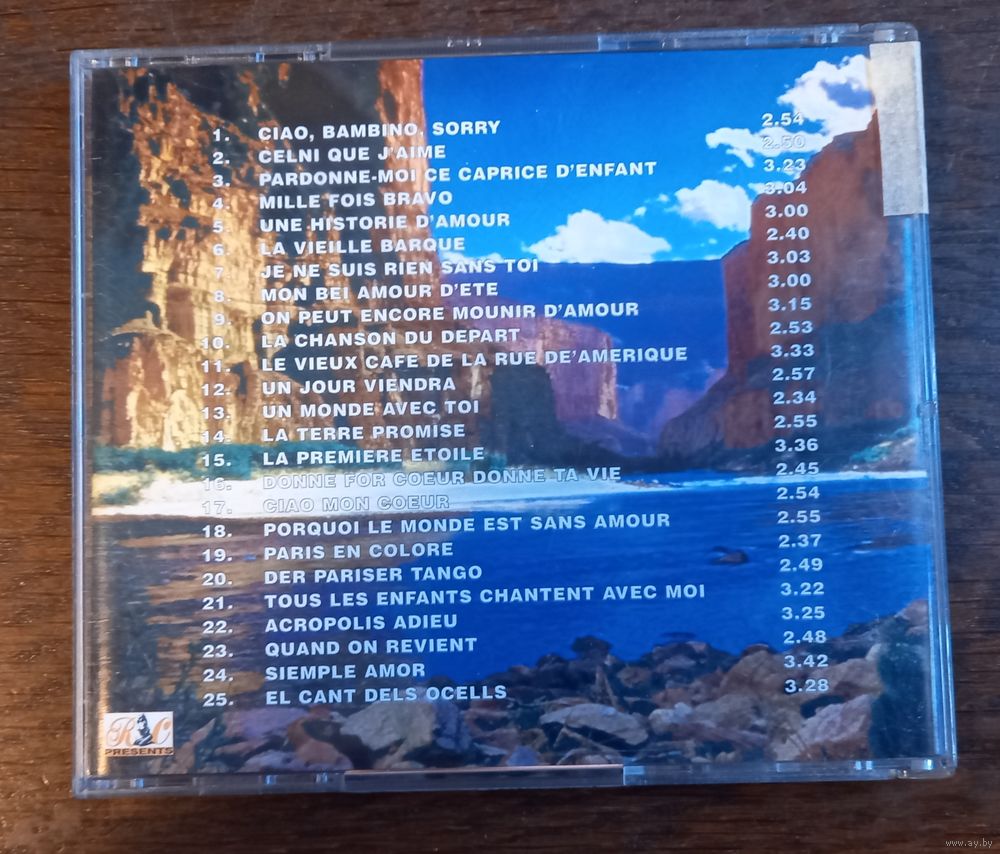 1. CIAO, BAMBINO, SORRY 2.54
2. CELNI QUE J'AIME 2.50
3. PARDONNE-MOI CE CAPRICE D'ENFANT 3.23
4. MILLE FOIS BRAVO 3.04
5. UNE HISTORIE D'AMOUR 3.00
6. LA VIEILLE BARQUE 2.40
7. JE NE SUIS RIEN SANS TOI 3.03
8. MON BEI AMOUR D'ETE 3.00
9. ON PEUT ENCORE MOUNIR D'AMOUR 3.15
10. LA CHANSON DU DEPART 2.53
11. LE VIEUX CAFE DE LA RUE DE'AMERIQUE 3.33
12. UN JOUR VIENDRA 2.57
13. UN MONDE AVEC TOI 2.34
14. LA TERRE PROMISE 2.55
15. LA PREMIERE ETOILE 3.36
16. DONNE FOR COEUR DONNE TA VIE 2.45
17. CIAO MON COEUR 2.54
18. PORQUOI LE MONDE EST SANS AMOUR 2.55
19. PARIS EN COLORE 2.37
20. DER PARISER TANGO 2.49
21. TOUS LES ENFANTS CHANTENT AVEC MOI 3.22
22. ACROPOLIS ADIEU 3.25
23. QUAND ON REVIENT 2.48
24. SIEMPLE AMOR 3.42
25. EL CANT DELS OCELLS 3.28
PRESENTS
www.ay.by